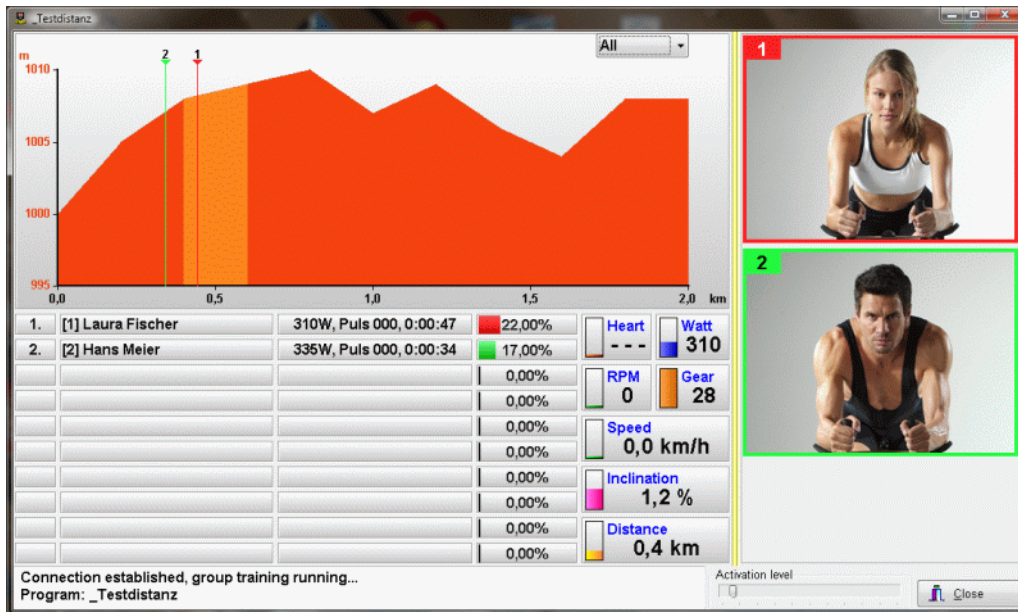 _Testdistanz
All
m
2 1
1010
1005
1000
995
0,0 0,5 1,0 1,5 2,0 km
1. [1] Laura Fischer 310W, Puls 000, 0:00:47 22,00%
2. [2] Hans Meier 335W, Puls 000, 0:00:34 17,00%
0,00%
0,00%
0,00%
0,00%
0,00%
0,00%
0,00%
0,00%
Heart Watt
--- 310
RPM Gear
0 28
Speed
0,0 km/h
Inclination
1,2 %
Distance
0,4 km
1
2
Connection established, group training running...
Program: _Testdistanz
Activation level
Close